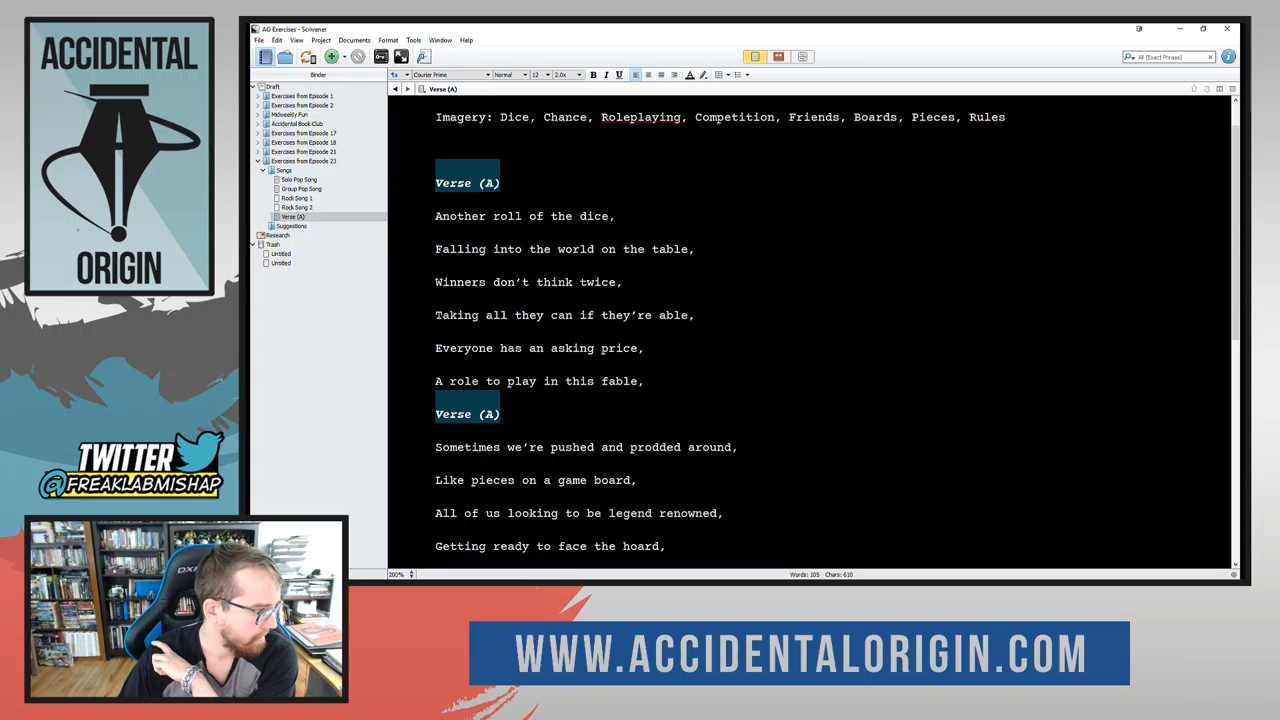 ACCIDENTAL
ORIGIN
TWITTER
@FREAKLABMISHAP
AO Exercises - Scrivener
File Edit View Project Documents Format Tools Window Help
All (Exact Phrase)
Binder
Courier Prime Normal 12 2.0x B I U A
Verse (A)
Draft
Exercises from Episode 1
Exercises from Episode 2
Midweekly Fun
Accidental Book Club
Exercises from Episode 17
Exercises from Episode 18
Exercises from Episode 21
Exercises from Episode 23
Songs
Solo Pop Song
Group Pop Song
Rock Song 1
Rock Song 2
Verse (A)
Suggestions
Research
Trash
Untitled
Untitled
Imagery: Dice, Chance, Roleplaying, Competition, Friends, Boards, Pieces, Rules
Verse (A)
Another roll of the dice,
Falling into the world on the table,
Winners don't think twice,
Taking all they can if they're able,
Everyone has an asking price,
A role to play in this fable,
Verse (A)
Sometimes we're pushed and prodded around,
Like pieces on a game board,
All of us looking to be legend renowned,
Getting ready to face the hoard,
200%
Words: 105 Chars: 610
WWW.ACCIDENTALORIGIN.COM